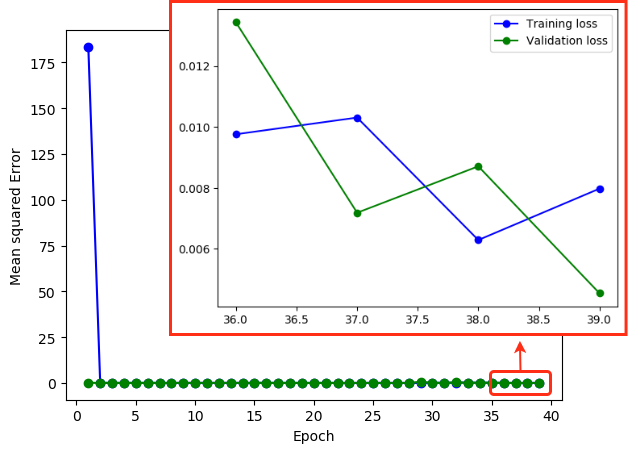 Training loss
Validation loss
0.012
0.010
0.008
0.006
36.0 36.5 37.0 37.5 38.0 38.5 39.0
Mean squared Error
175
150
125
100
75
50
25
0
0 5 10 15 20 25 30 35 40
Epoch